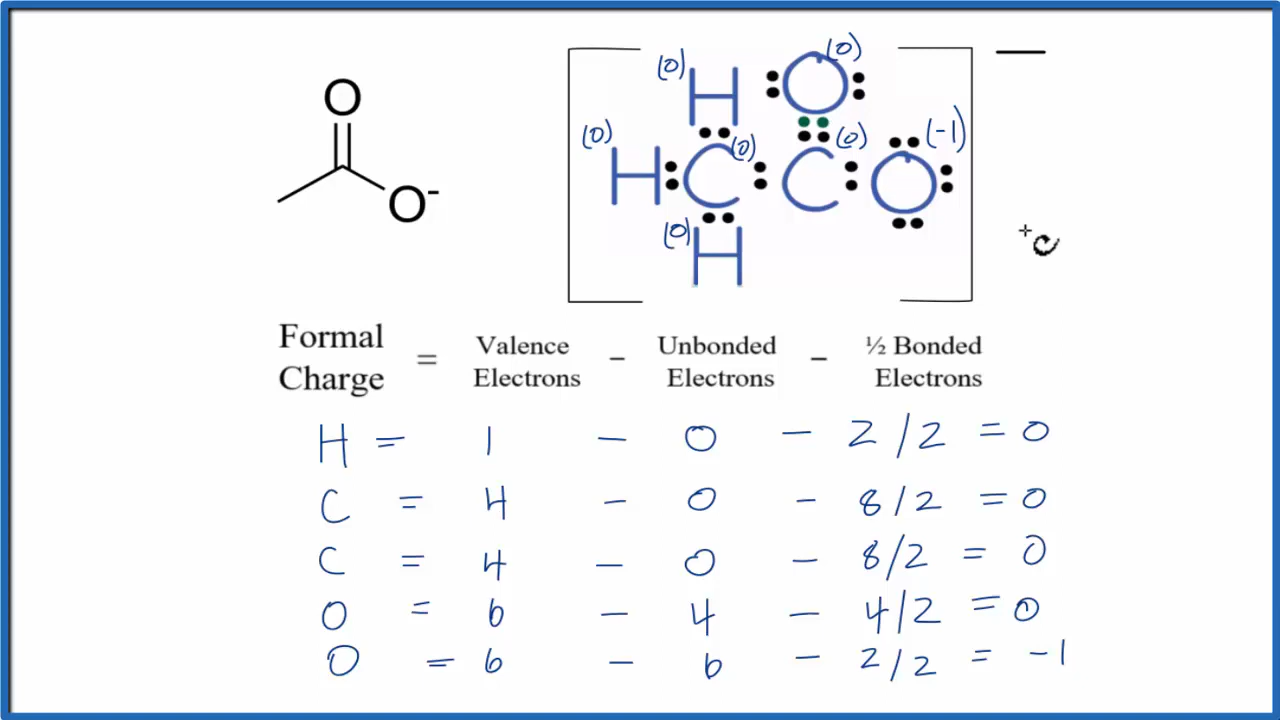 O
O-
(0) H O (0)
(0) H C (0) C (0) O (-1)
(0) H
Formal Charge = Valence Electrons - Unbonded Electrons - ½ Bonded Electrons
H = 1 - 0 - 2/2 = 0
C = 4 - 0 - 8/2 = 0
C = 4 - 0 - 8/2 = 0
O = 6 - 4 - 4/2 = 0
O = 6 - 6 - 2/2 = -1